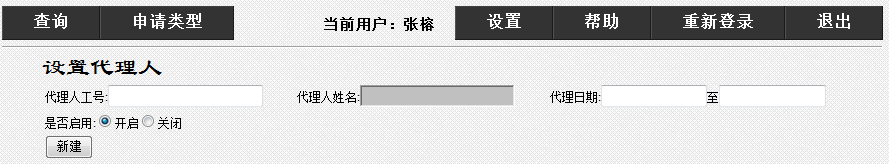 查询 申请类型 当前用户：张榕 设置 帮助 重新登录 退出
设置代理人
代理人工号: 代理人姓名: 代理日期: 至
是否启用: 开启 关闭
新建